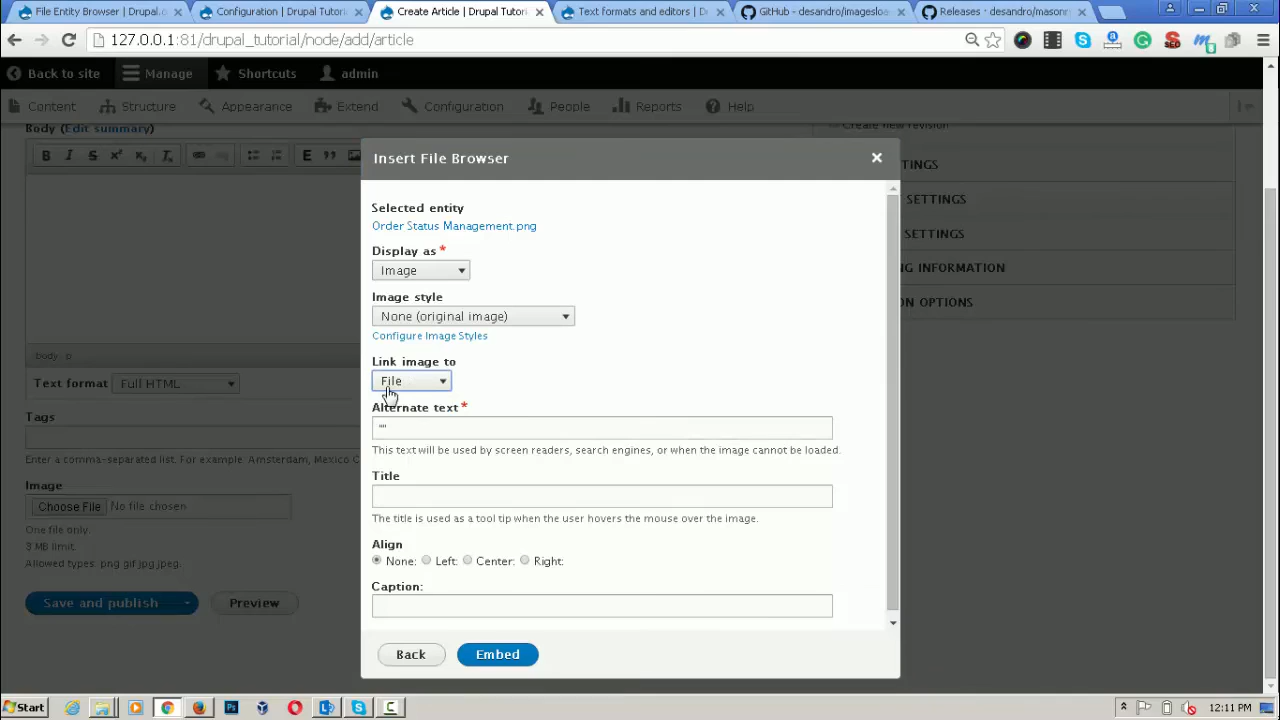 File Entity Browser | Drupal.o
Configuration | Drupal Tutor
Create Article | Drupal Tutori
Text formats and editors | D
GitHub - desandro/imageslo
Releases · desandro/mason
127.0.0.1:81/drupal_tutorial/node/add/article
Back to site
Manage
Shortcuts
admin
Content
Structure
Appearance
Extend
Configuration
People
Reports
Help
Body (Edit summary)
Create new revision
Insert File Browser
TINGS
SETTINGS
SETTINGS
NG INFORMATION
ON OPTIONS
Selected entity
Order Status Management.png
Display as *
Image
Image style
None (original image)
Configure Image Styles
Link image to
File
Alternate text *
""
This text will be used by screen readers, search engines, or when the image cannot be loaded.
Title
The title is used as a tool tip when the user hovers the mouse over the image.
Align
None: Left: Center: Right:
Caption:
Back
Embed
body p
Text format Full HTML
Tags
Enter a comma-separated list. For example: Amsterdam, Mexico C
Image
Choose File No file chosen
One file only.
3 MB limit.
Allowed types: png gif jpg jpeg.
Save and publish
Preview
Start
12:11 PM